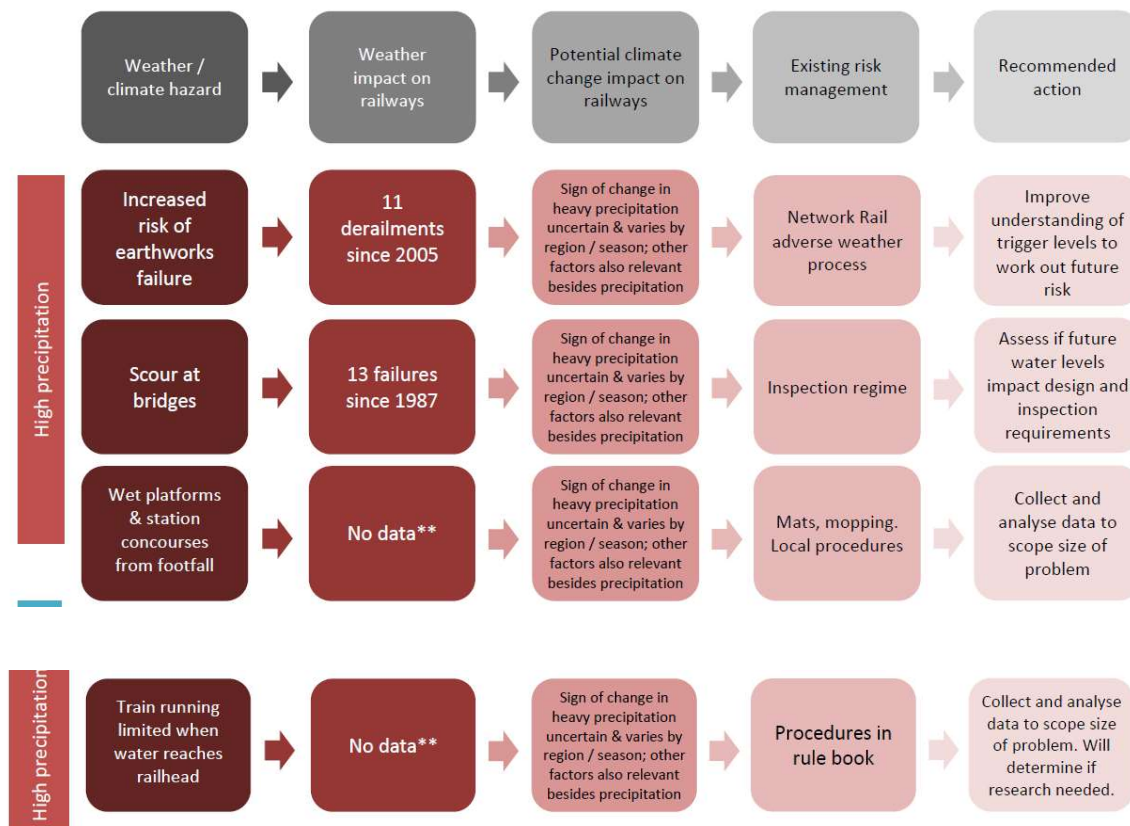 Weather /
climate hazard
Weather
impact on
railways
Potential climate
change impact on
railways
Existing risk
management
Recommended
action
High precipitation
Increased
risk of
earthworks
failure
11
derailments
since 2005
Sign of change in
heavy precipitation
uncertain & varies by
region / season; other
factors also relevant
besides precipitation
Network Rail
adverse weather
process
Improve
understanding of
trigger levels to
work out future
risk
Scour at
bridges
13 failures
since 1987
Sign of change in
heavy precipitation
uncertain & varies by
region / season; other
factors also relevant
besides precipitation
Inspection regime
Assess if future
water levels
impact design and
inspection
requirements
Wet platforms
& station
concourses
from footfall
No data**
Sign of change in
heavy precipitation
uncertain & varies by
region / season; other
factors also relevant
besides precipitation
Mats, mopping.
Local procedures
Collect and
analyse data to
scope size of
problem
High precipitation
Train running
limited when
water reaches
railhead
No data**
Sign of change in
heavy precipitation
uncertain & varies by
region / season; other
factors also relevant
besides precipitation
Procedures in
rule book
Collect and analyse
data to scope size
of problem. Will
determine if
research needed.